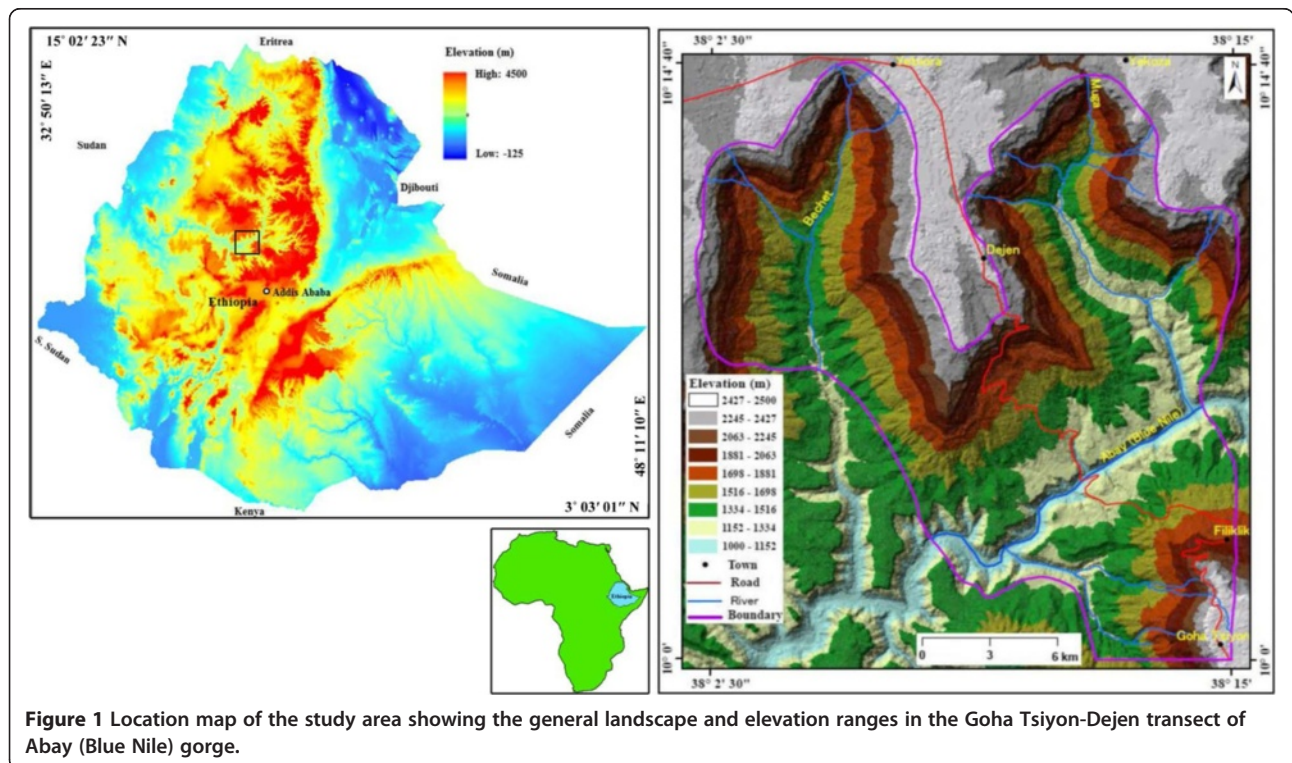 15° 02′ 23″ N
Eritrea
32° 50′ 13″ E
Elevation (m)
High: 4500
Low: -125
Sudan
Djibouti
Somalia
Addis Ababa
Ethiopia
S. Sudan
Somalia
48° 11′ 10″ E
Kenya
3° 03′ 01″ N
Ethiopia
38° 2′ 30″
38° 15′
10° 14′ 40″
10° 14′ 40″
N
Yekora
Muga
Bechet
Dejen
Elevation (m)
2427 - 2500
2245 - 2427
2063 - 2245
1881 - 2063
1698 - 1881
1516 - 1698
1334 - 1516
1152 - 1334
1000 - 1152
Town
Road
River
Boundary
Abay (Blue Nile)
Filiklik
Goha Tsiyon
0 3 6 km
10° 0′
10° 0′
38° 2′ 30″
38° 15′
Figure 1 Location map of the study area showing the general landscape and elevation ranges in the Goha Tsiyon-Dejen transect of
Abay (Blue Nile) gorge.